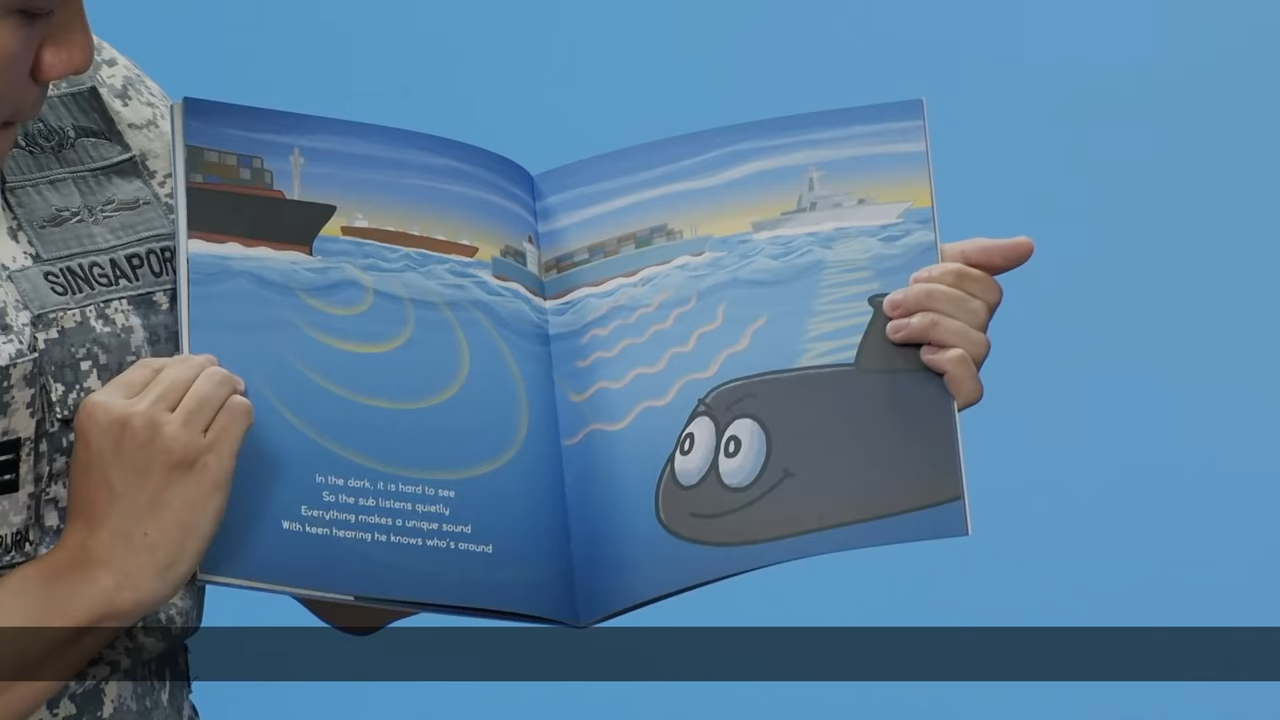 SINGAPOR
PURA
In the dark, it is hard to see
So the sub listens quietly
Everything makes a unique sound
With keen hearing he knows who's around